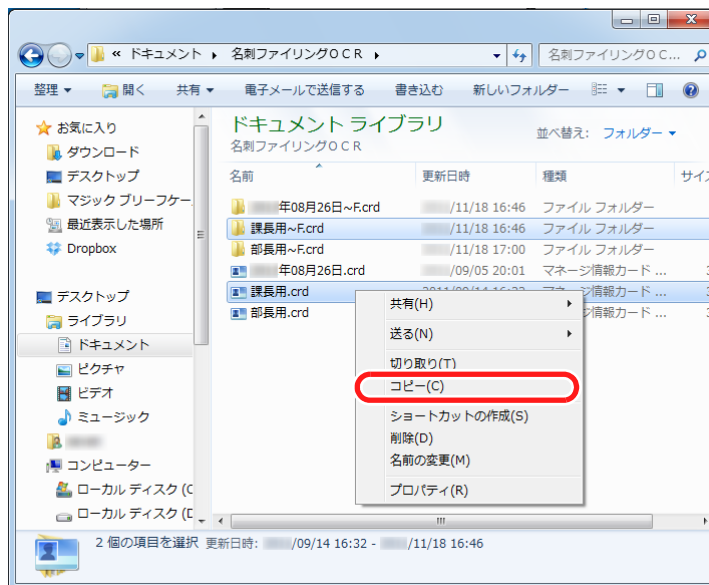 « ドキュメント ▸ 名刺ファイリングOCR ▸
名刺ファイリングOC...
整理 ▼ 開く 共有 ▼ 電子メールで送信する 書き込む 新しいフォルダー
お気に入り
ダウンロード
デスクトップ
マジック ブリーフケー
最近表示した場所
Dropbox
デスクトップ
ライブラリ
ドキュメント
ピクチャ
ビデオ
ミュージック
コンピューター
ローカル ディスク (C
ローカル ディスク (D
ドキュメント ライブラリ
名刺ファイリングOCR
並べ替え: フォルダー ▼
名前 更新日時 種類 サイズ
年08月26日~F.crd /11/18 16:46 ファイル フォルダー
課長用~F.crd /11/18 16:46 ファイル フォルダー
部長用~F.crd /11/18 17:00 ファイル フォルダー
年08月26日.crd /09/05 20:01 マネージ情報カード ...
課長用.crd
部長用.crd
共有(H)
送る(N)
切り取り(T)
コピー(C)
ショートカットの作成(S)
削除(D)
名前の変更(M)
プロパティ(R)
2 個の項目を選択 更新日時: /09/14 16:32 - /11/18 16:46